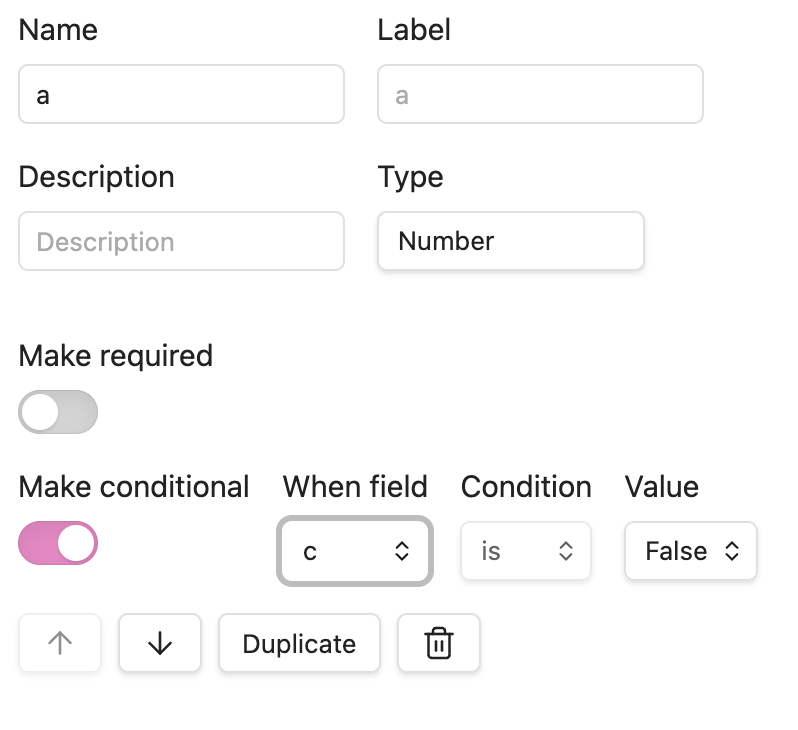 Name Label
a a
Description Type
Description Number
Make required
Make conditional When field Condition Value
c is False
Duplicate